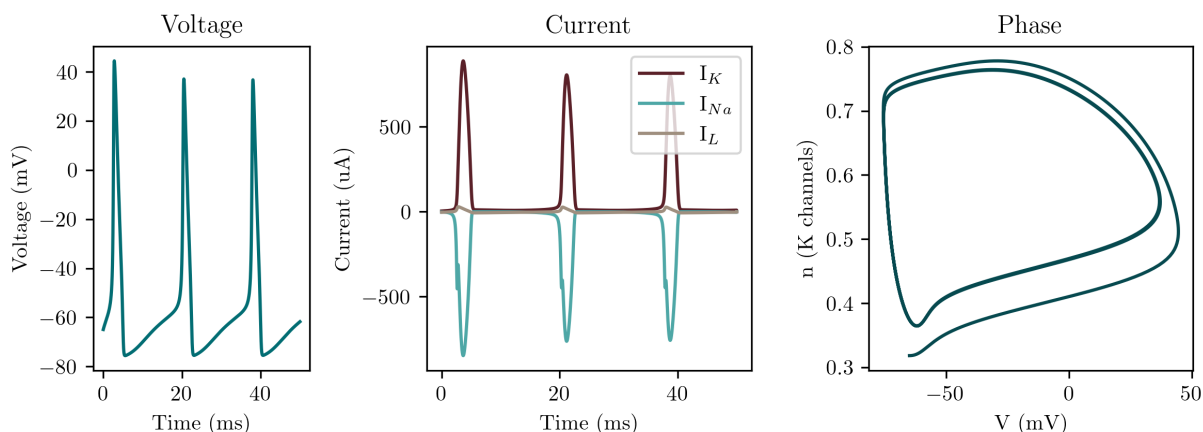 Voltage
Voltage (mV)
40
20
0
−20
−40
−60
−80
0
20
40
Time (ms)
Current
Current (uA)
500
0
−500
I_K
I_{Na}
I_L
0
20
40
Time (ms)
Phase
n (K channels)
0.8
0.7
0.6
0.5
0.4
0.3
−50
0
50
V (mV)